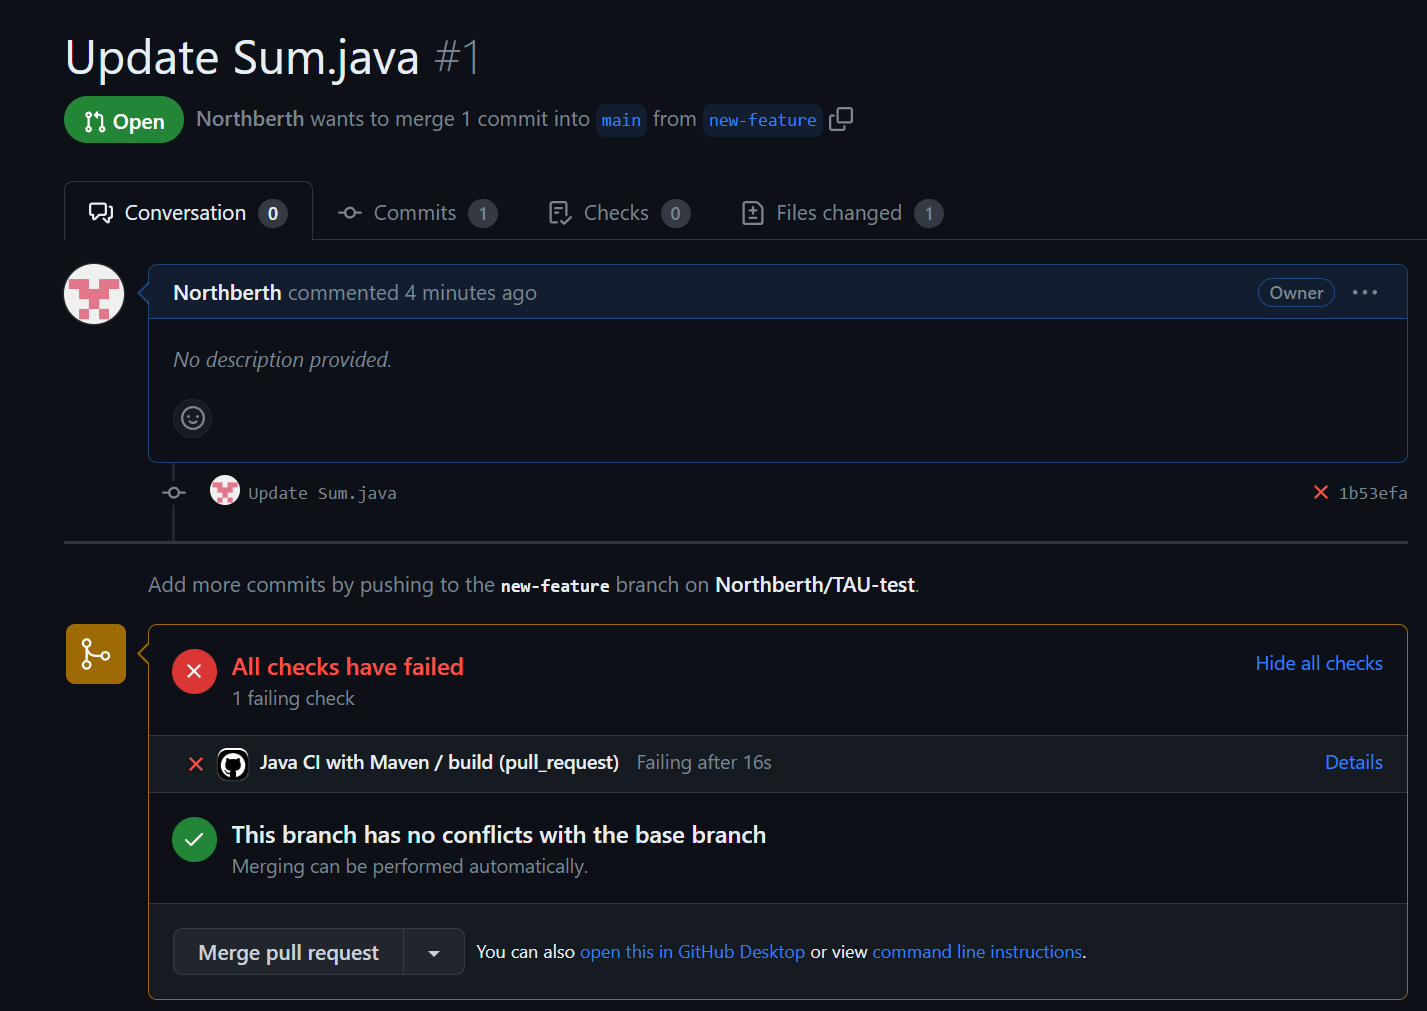 Update Sum.java #1
Open Northberth wants to merge 1 commit into main from new-feature
Conversation 0 Commits 1 Checks 0 Files changed 1
Northberth commented 4 minutes ago Owner
No description provided.
Update Sum.java 1b53efa
Add more commits by pushing to the new-feature branch on Northberth/TAU-test.
All checks have failed Hide all checks
1 failing check
Java CI with Maven / build (pull_request) Failing after 16s Details
This branch has no conflicts with the base branch
Merging can be performed automatically.
Merge pull request You can also open this in GitHub Desktop or view command line instructions.